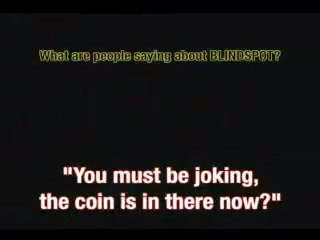 What are people saying about BLINDSPOT?
"You must be joking,
the coin is in there now?"